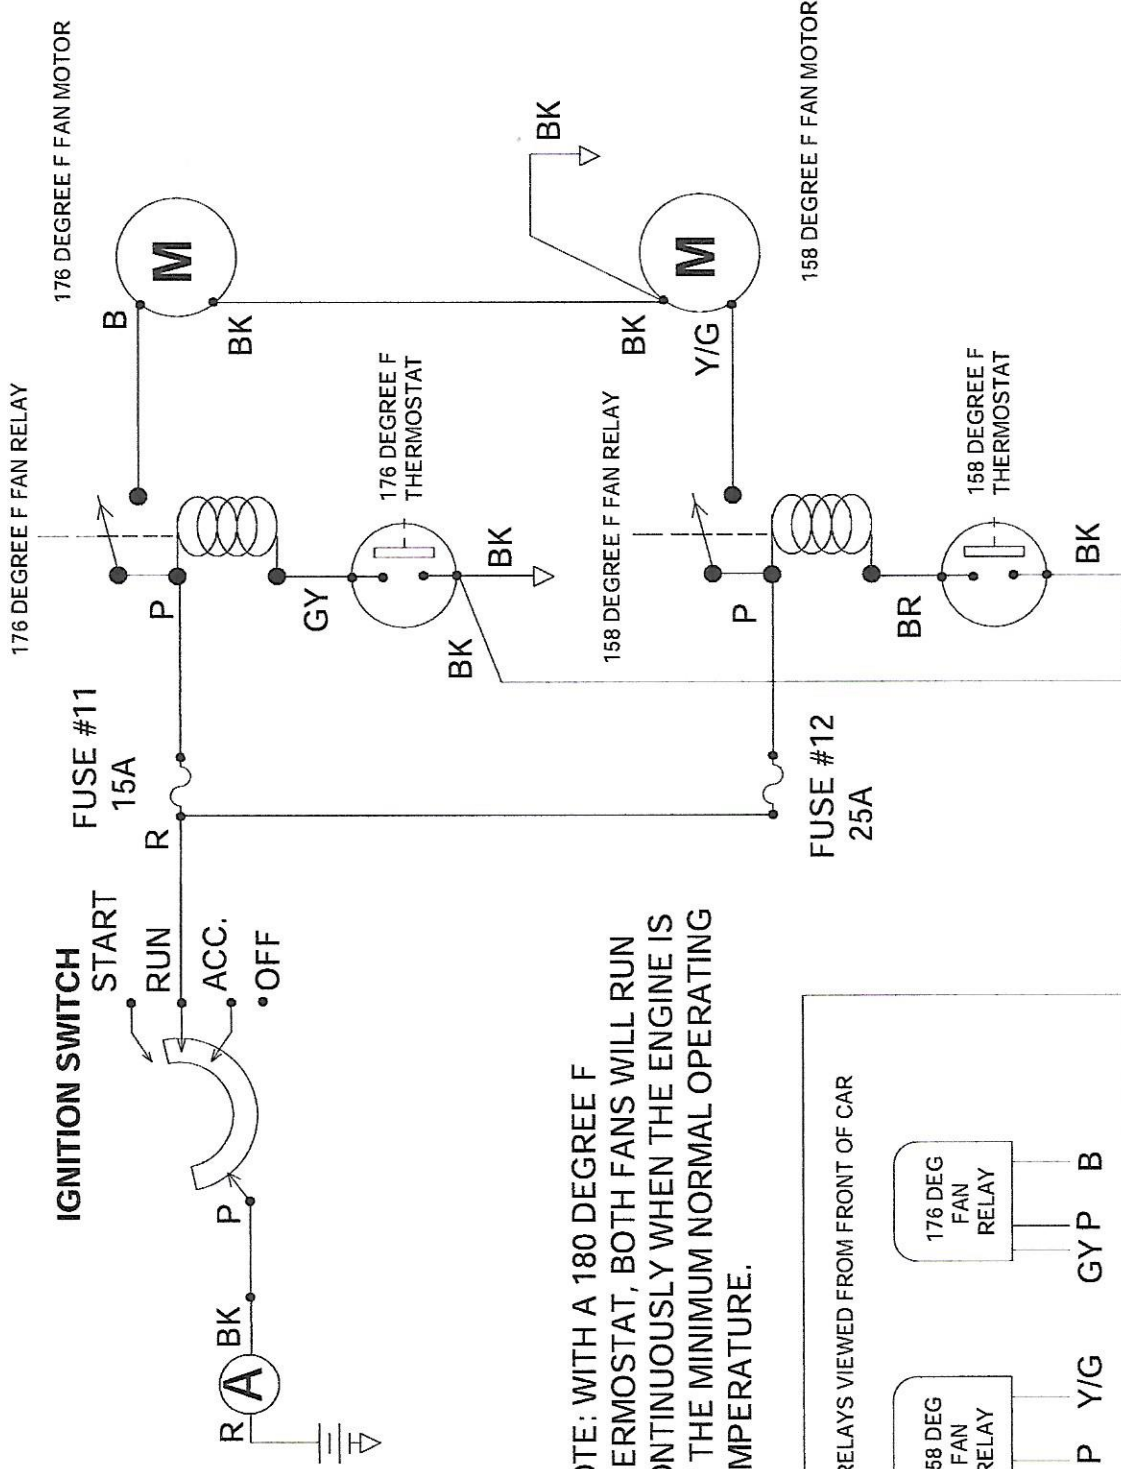 176 DEGREE F FAN RELAY
176 DEGREE F FAN MOTOR
IGNITION SWITCH
START
RUN
ACC.
OFF
FUSE #11
15A
R
P
B
M
BK
GY
176 DEGREE F
THERMOSTAT
BK
BK
R
A
BK
P
BK
158 DEGREE F FAN RELAY
BK
Y/G
M
158 DEGREE F FAN MOTOR
P
FUSE #12
25A
BR
158 DEGREE F
THERMOSTAT
BK
OTE: WITH A 180 DEGREE F
ERMOSTAT, BOTH FANS WILL RUN
ONTINUOUSLY WHEN THE ENGINE IS
THE MINIMUM NORMAL OPERATING
MPERATURE.
RELAYS VIEWED FROM FRONT OF CAR
58 DEG
FAN
RELAY
P
Y/G
176 DEG
FAN
RELAY
GY
P
B